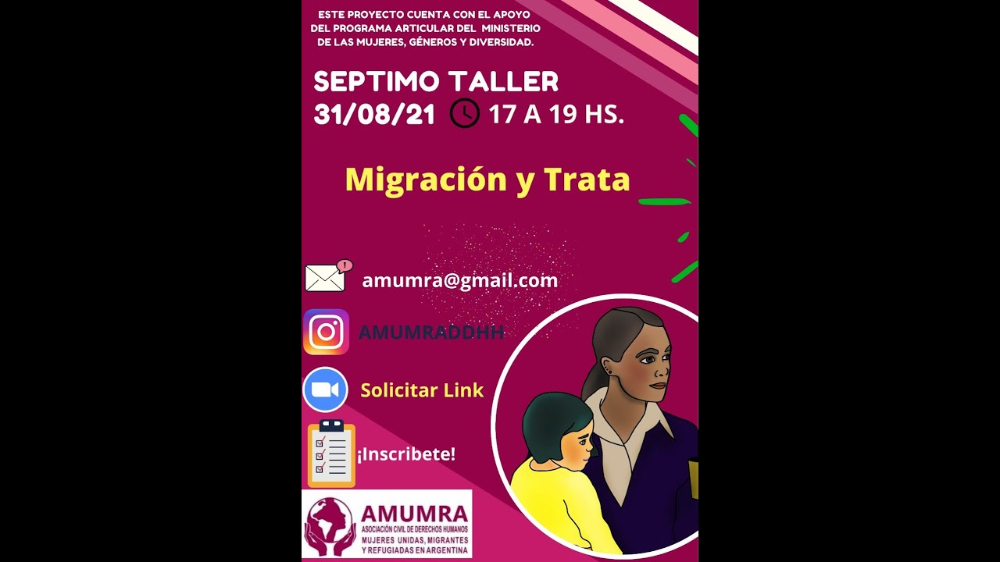 ESTE PROYECTO CUENTA CON EL APOYO
DEL PROGRAMA ARTICULAR DEL MINISTERIO
DE LAS MUJERES, GÉNEROS Y DIVERSIDAD.
SEPTIMO TALLER
31/08/21 17 A 19 HS.
Migración y Trata
amumra@gmail.com
AMUMRADDHH
Solicitar Link
¡Inscribete!
AMUMRA
ASOCIACIÓN CIVIL DE DERECHOS HUMANOS
MUJERES UNIDAS, MIGRANTES
Y REFUGIADAS EN ARGENTINA